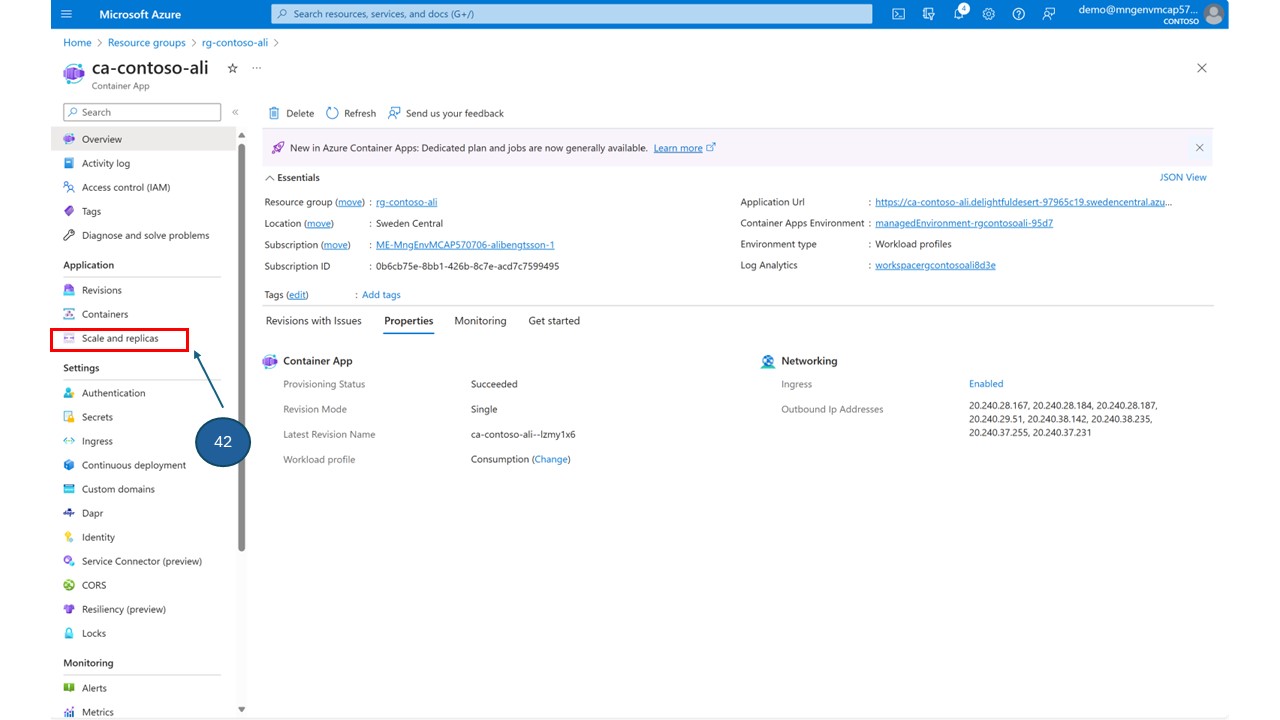 Microsoft Azure
Search resources, services, and docs (G+/)
4
demo@mngenvmcap57...
CONTOSO
Home > Resource groups > rg-contoso-ali >
ca-contoso-ali
Container App
Search
Overview
Activity log
Access control (IAM)
Tags
Diagnose and solve problems
Application
Revisions
Containers
Scale and replicas
Settings
Authentication
Secrets
Ingress
Continuous deployment
Custom domains
Dapr
Identity
Service Connector (preview)
CORS
Resiliency (preview)
Locks
Monitoring
Alerts
Metrics
42
Delete Refresh Send us your feedback
New in Azure Container Apps: Dedicated plan and jobs are now generally available. Learn more
Essentials
JSON View
Resource group (move) : rg-contoso-ali
Location (move) : Sweden Central
Subscription (move) : ME-MngEnvMCAP570706-alibengtsson-1
Subscription ID : 0b6cb75e-8bb1-426b-8c7e-acd7c7599495
Application Url : https://ca-contoso-ali.delightfuldesert-97965c19.swedencentral.azu...
Container Apps Environment : managedEnvironment-rgcontosoali-95d7
Environment type : Workload profiles
Log Analytics : workspacergcontosoali8d3e
Tags (edit) : Add tags
Revisions with Issues Properties Monitoring Get started
Container App
Provisioning Status Succeeded
Revision Mode Single
Latest Revision Name ca-contoso-ali--lzmy1x6
Workload profile Consumption (Change)
Networking
Ingress Enabled
Outbound Ip Addresses 20.240.28.167, 20.240.28.184, 20.240.28.187,
20.240.29.51, 20.240.38.142, 20.240.38.235,
20.240.37.255, 20.240.37.231